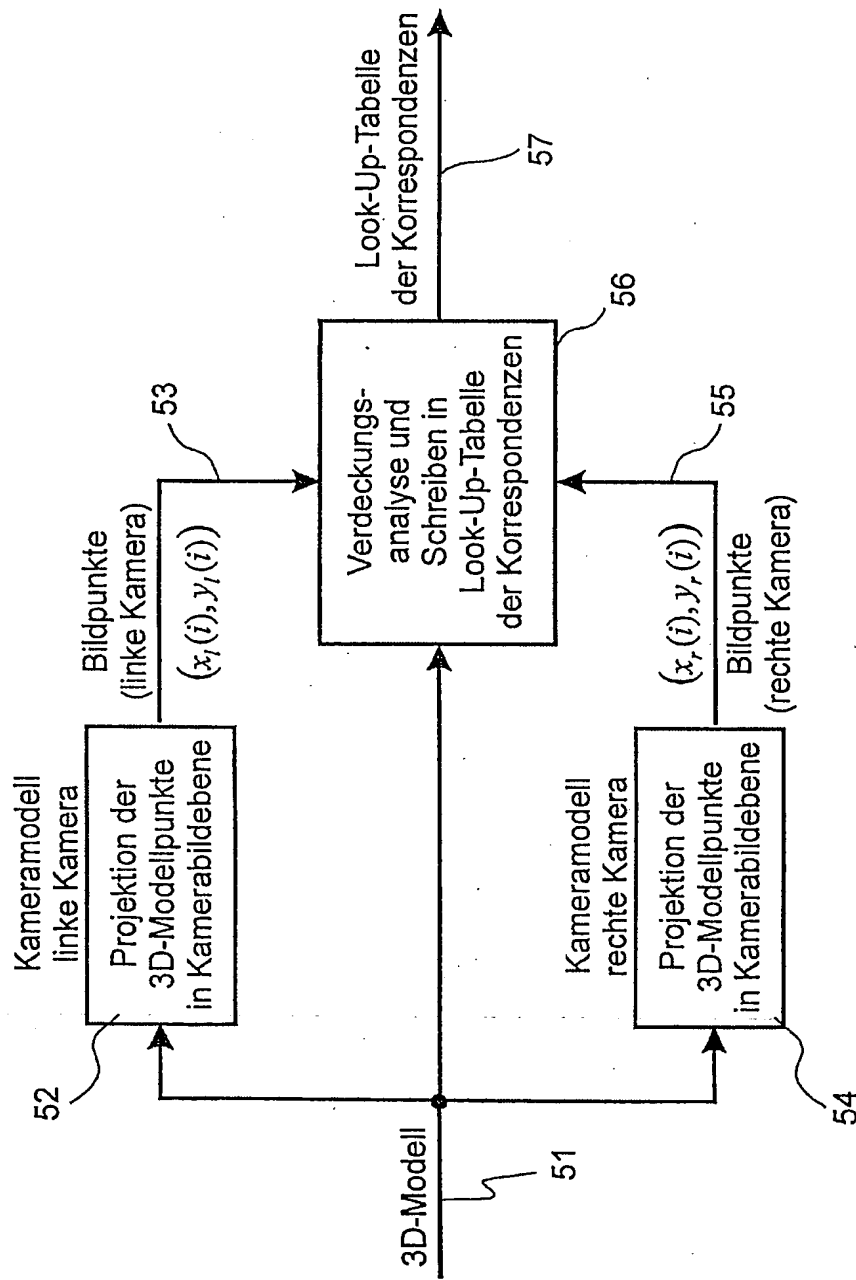 3D-Modell
51
52
Kameramodell
linke Kamera
Projektion der
3D-Modellpunkte
in Kamerabildebene
Bildpunkte
(linke Kamera)
(x_l(i), y_l(i))
53
54
Kameramodell
rechte Kamera
Projektion der
3D-Modellpunkte
in Kamerabildebene
(x_r(i), y_r(i))
Bildpunkte
(rechte Kamera)
55
Verdeckungs-
analyse und
Schreiben in
Look-Up-Tabelle
der Korrespondenzen
56
Look-Up-Tabelle
der Korrespondenzen
57